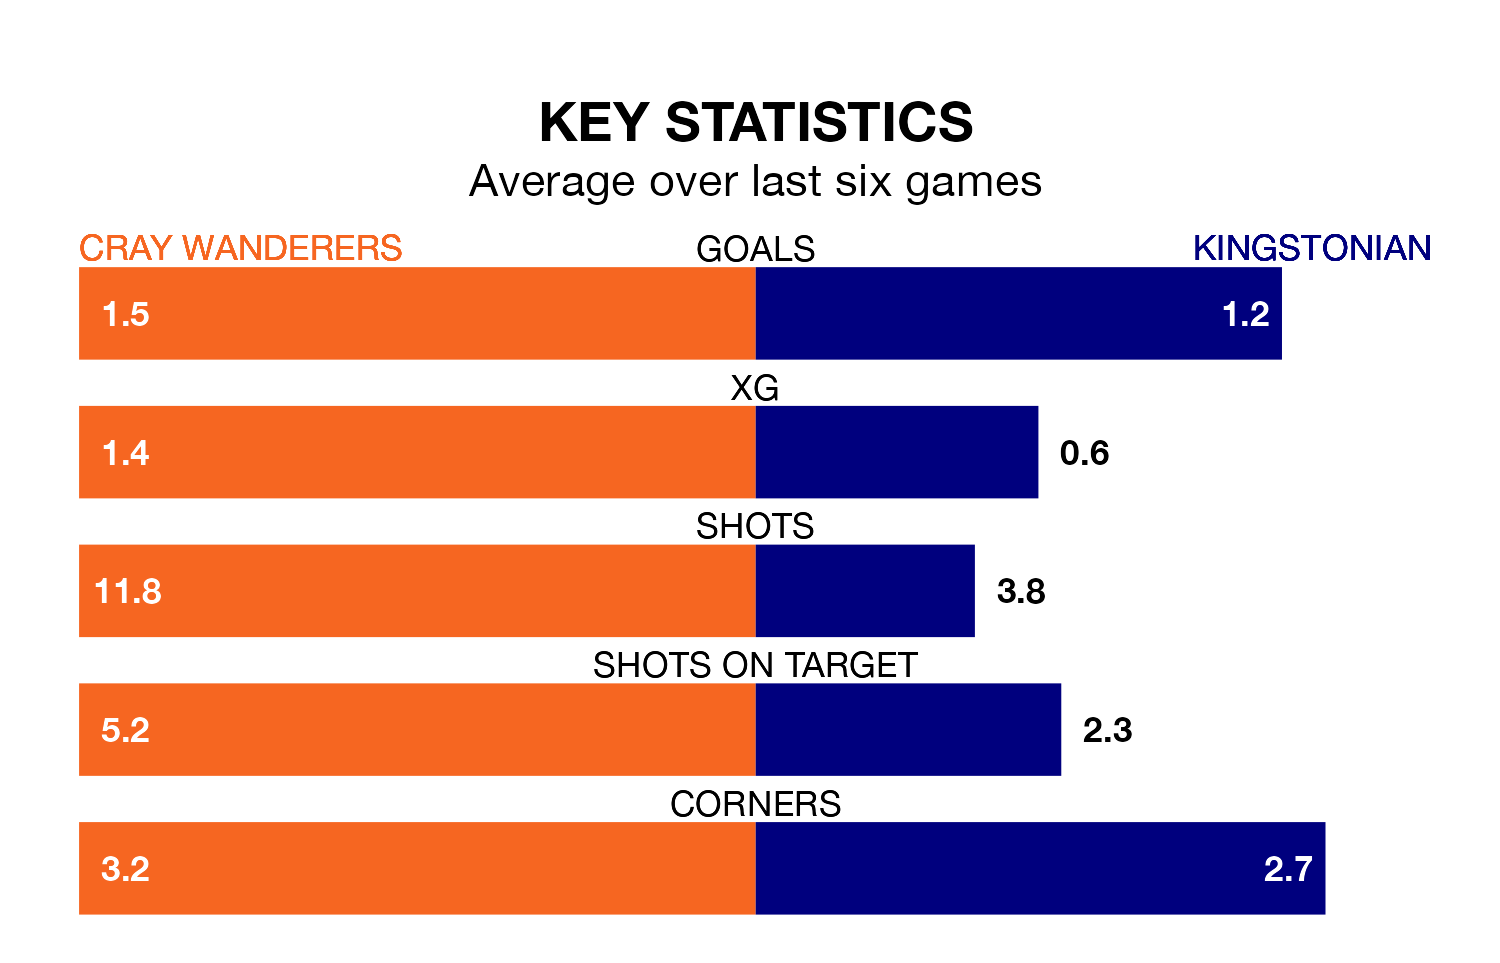 KEY STATISTICS
Average over last six games
CRAY WANDERERS GOALS KINGSTONIAN
1.5 1.2
XG
1.4 0.6
SHOTS
11.8 3.8
SHOTS ON TARGET
5.2 2.3
CORNERS
3.2 2.7